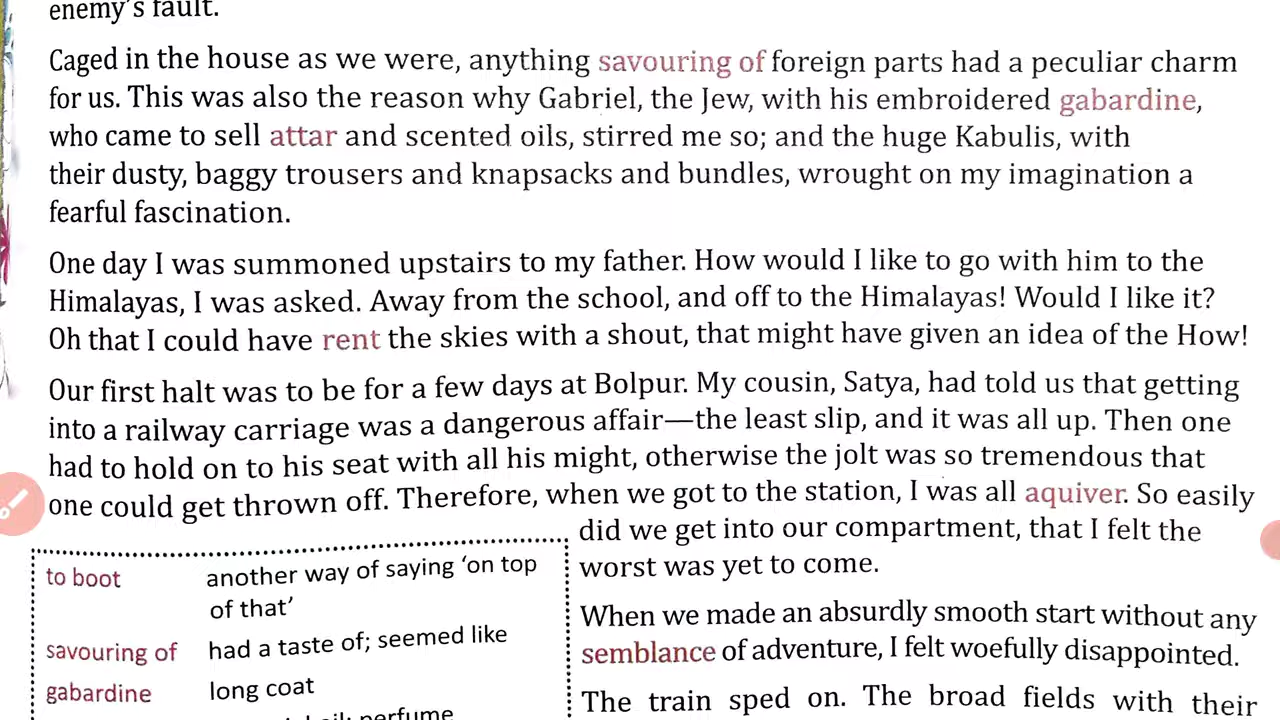 enemy's fault.
Caged in the house as we were, anything savouring of foreign parts had a peculiar charm
for us. This was also the reason why Gabriel, the Jew, with his embroidered gabardine,
who came to sell attar and scented oils, stirred me so; and the huge Kabulis, with
their dusty, baggy trousers and knapsacks and bundles, wrought on my imagination a
fearful fascination.
One day I was summoned upstairs to my father. How would I like to go with him to the
Himalayas, I was asked. Away from the school, and off to the Himalayas! Would I like it?
Oh that I could have rent the skies with a shout, that might have given an idea of the How!
Our first halt was to be for a few days at Bolpur. My cousin, Satya, had told us that getting
into a railway carriage was a dangerous affair—the least slip, and it was all up. Then one
had to hold on to his seat with all his might, otherwise the jolt was so tremendous that
one could get thrown off. Therefore, when we got to the station, I was all aquiver. So easily
did we get into our compartment, that I felt the
worst was yet to come.
When we made an absurdly smooth start without any
semblance of adventure, I felt woefully disappointed.
The train sped on. The broad fields with their
to boot another way of saying 'on top
of that'
savouring of had a taste of; seemed like
gabardine long coat
perfume